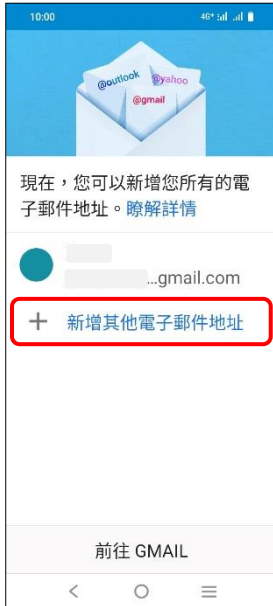 10:00 4G+
@outlook @yahoo
@gmail
現在，您可以新增您所有的電
子郵件地址。瞭解詳情
...gmail.com
+ 新增其他電子郵件地址
前往 GMAIL